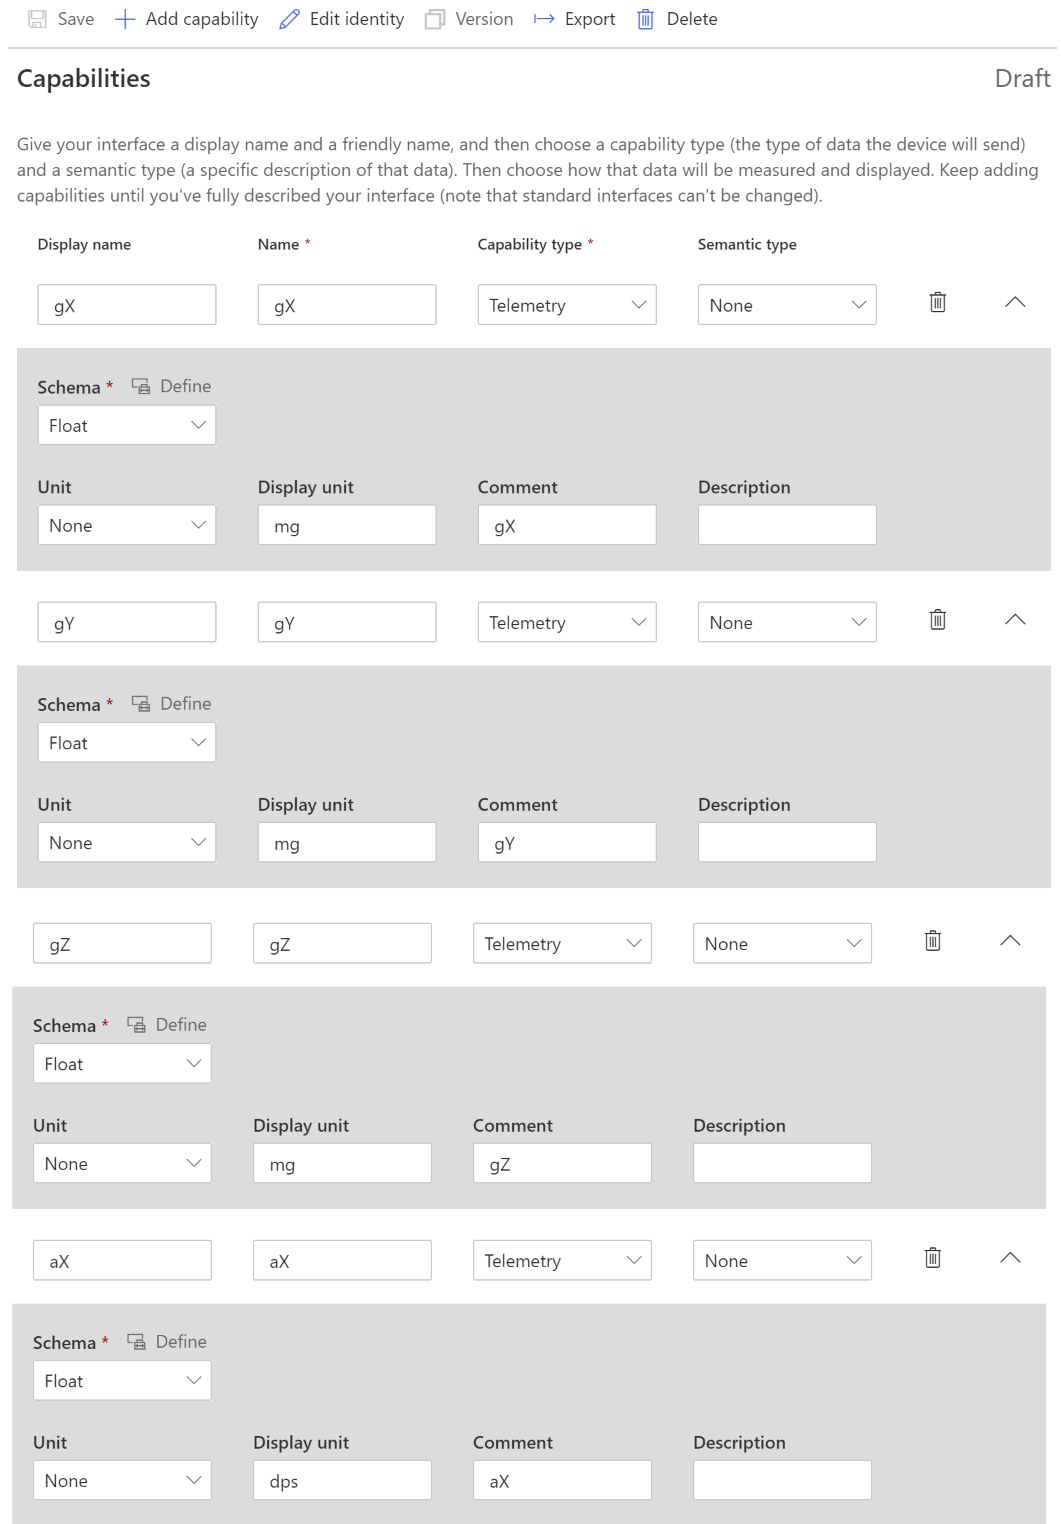 Save Add capability Edit identity Version Export Delete
Capabilities Draft
Give your interface a display name and a friendly name, and then choose a capability type (the type of data the device will send)
and a semantic type (a specific description of that data). Then choose how that data will be measured and displayed. Keep adding
capabilities until you've fully described your interface (note that standard interfaces can't be changed).
Display name Name * Capability type * Semantic type
gX gX Telemetry None
Schema * Define
Float
Unit Display unit Comment Description
None mg gX
gY gY Telemetry None
Schema * Define
Float
Unit Display unit Comment Description
None mg gY
gZ gZ Telemetry None
Schema * Define
Float
Unit Display unit Comment Description
None mg gZ
aX aX Telemetry None
Schema * Define
Float
Unit Display unit Comment Description
None dps aX